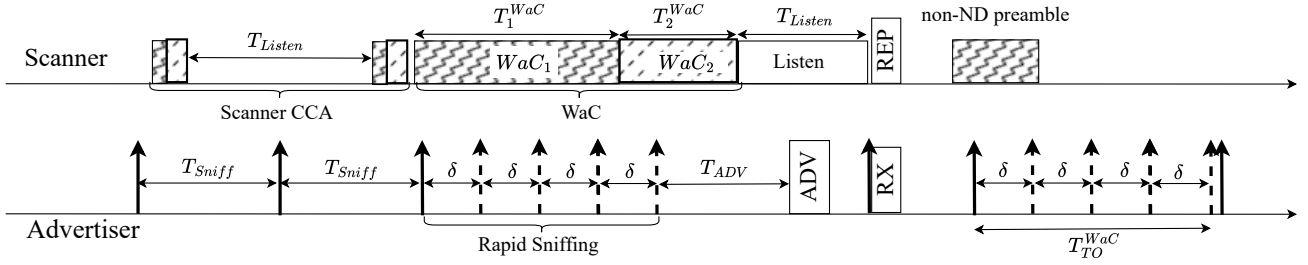 T_1^{WaC}
T_2^{WaC}
T_{Listen}
non-ND preamble
Scanner
T_{Listen}
WaC_1
WaC_2
Listen
REP
Scanner CCA
WaC
T_{Sniff}
T_{Sniff}
δ
δ
δ
δ
T_{ADV}
ADV
RX
δ
δ
δ
δ
Advertiser
Rapid Sniffing
T_{TO}^{WaC}